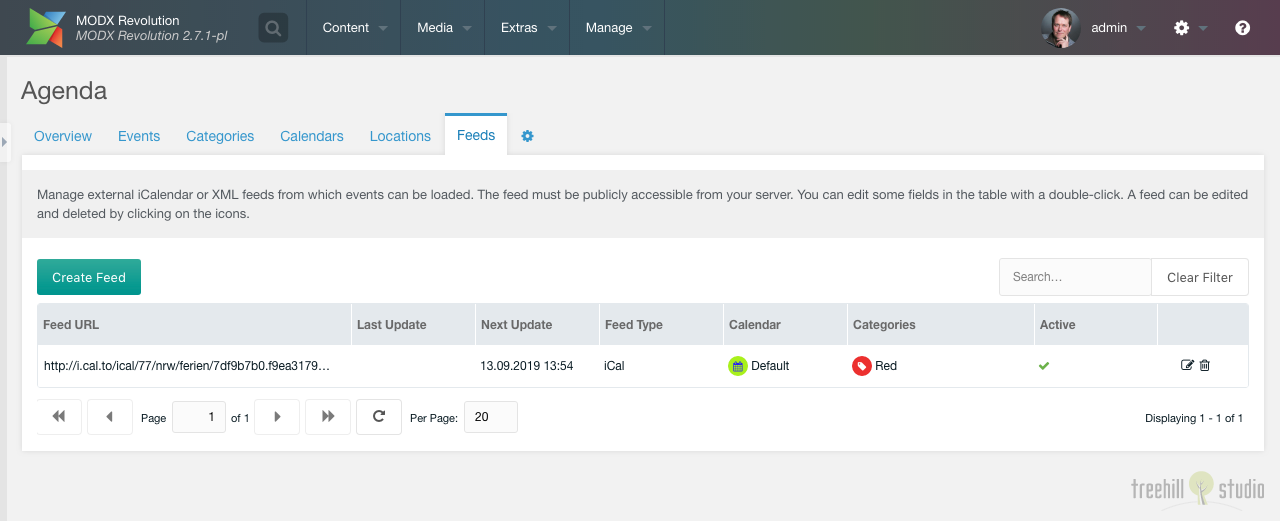 MODX Revolution
MODX Revolution 2.7.1-pl
Content Media Extras Manage admin
Agenda
Overview Events Categories Calendars Locations Feeds
Manage external iCalendar or XML feeds from which events can be loaded. The feed must be publicly accessible from your server. You can edit some fields in the table with a double-click. A feed can be edited
and deleted by clicking on the icons.
Create Feed Search... Clear Filter
Feed URL Last Update Next Update Feed Type Calendar Categories Active
http://i.cal.to/ical/77/nrw/ferien/7df9b7b0.f9ea3179... 13.09.2019 13:54 iCal Default Red
Page 1 of 1 Per Page: 20 Displaying 1 - 1 of 1
treehill studio